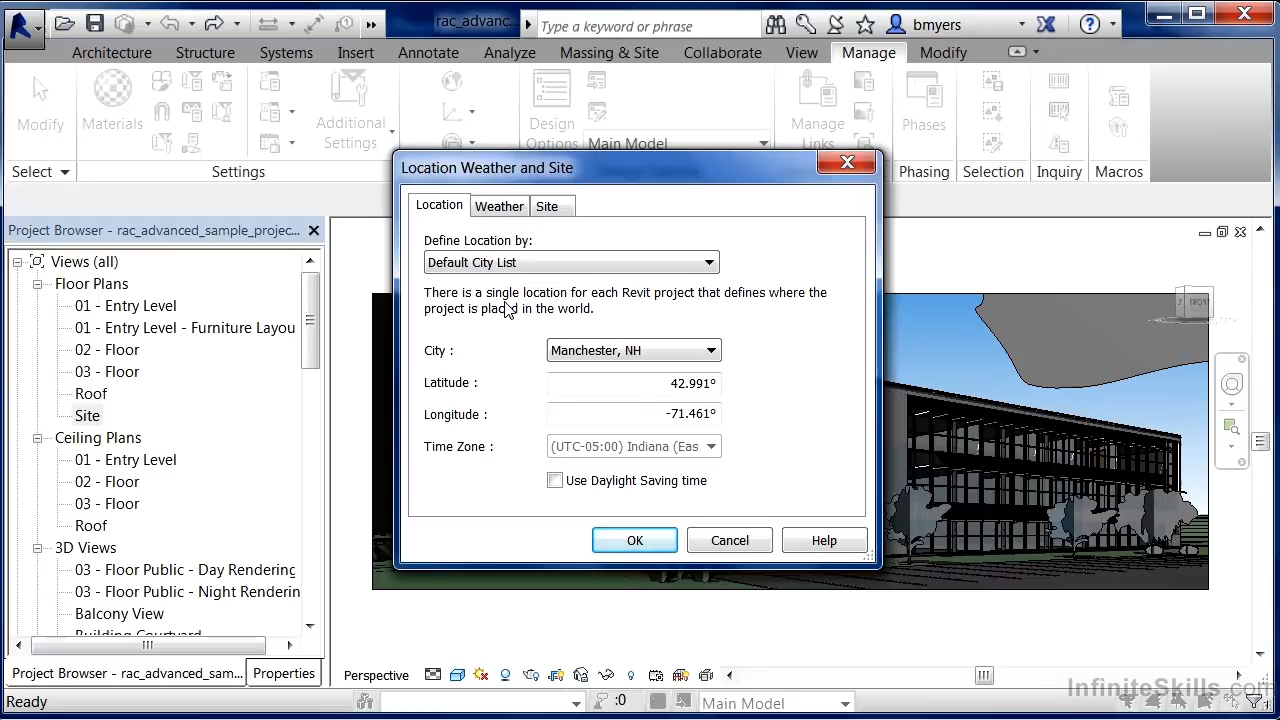 rac_advanc...
Type a keyword or phrase
bmyers
Architecture
Structure
Systems
Insert
Annotate
Analyze
Massing & Site
Collaborate
View
Manage
Modify
Modify
Materials
Additional
Settings
Design
Options
Main Model
Manage
Links
Phases
Select
Settings
Phasing
Selection
Inquiry
Macros
Location Weather and Site
Location
Weather
Site
Define Location by:
Default City List
There is a single location for each Revit project that defines where the
project is placed in the world.
City :
Manchester, NH
Latitude :
42.991°
Longitude :
-71.461°
Time Zone :
(UTC-05:00) Indiana (Eas
Use Daylight Saving time
OK
Cancel
Help
Project Browser - rac_advanced_sample_projec...
Views (all)
Floor Plans
01 - Entry Level
01 - Entry Level - Furniture Layou
02 - Floor
03 - Floor
Roof
Site
Ceiling Plans
01 - Entry Level
02 - Floor
03 - Floor
Roof
3D Views
03 - Floor Public - Day Rendering
03 - Floor Public - Night Renderin
Balcony View
Building Courtyard
Project Browser - rac_advanced_sam...
Properties
FRONT
Perspective
Ready
:0
Main Model
InfiniteSkills.com